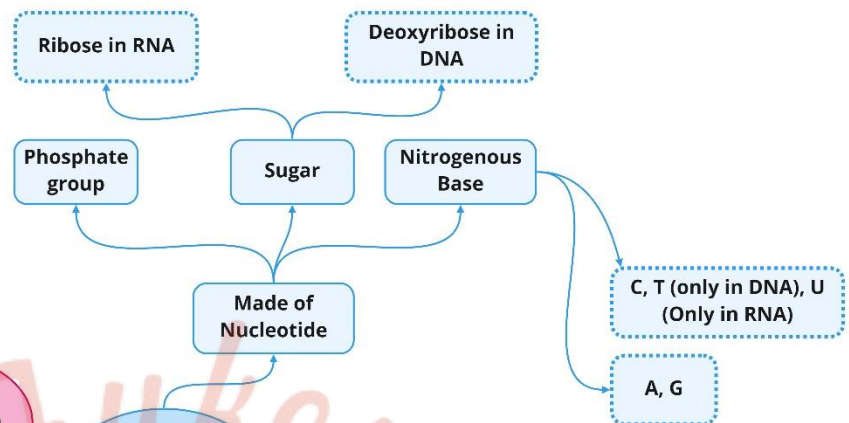 Ribose in RNA
Deoxyribose in
DNA
Phosphate
group
Sugar
Nitrogenous
Base
Made of
Nucleotide
C, T (only in DNA), U
(Only in RNA)
A, G